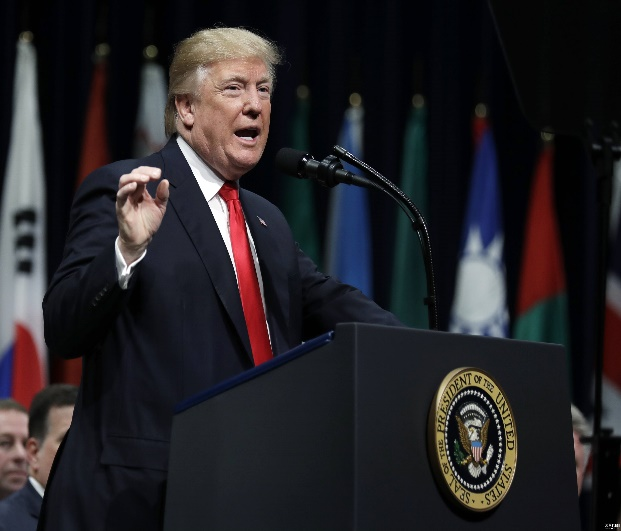 SEAL OF THE PRESIDENT OF THE UNITED STATES